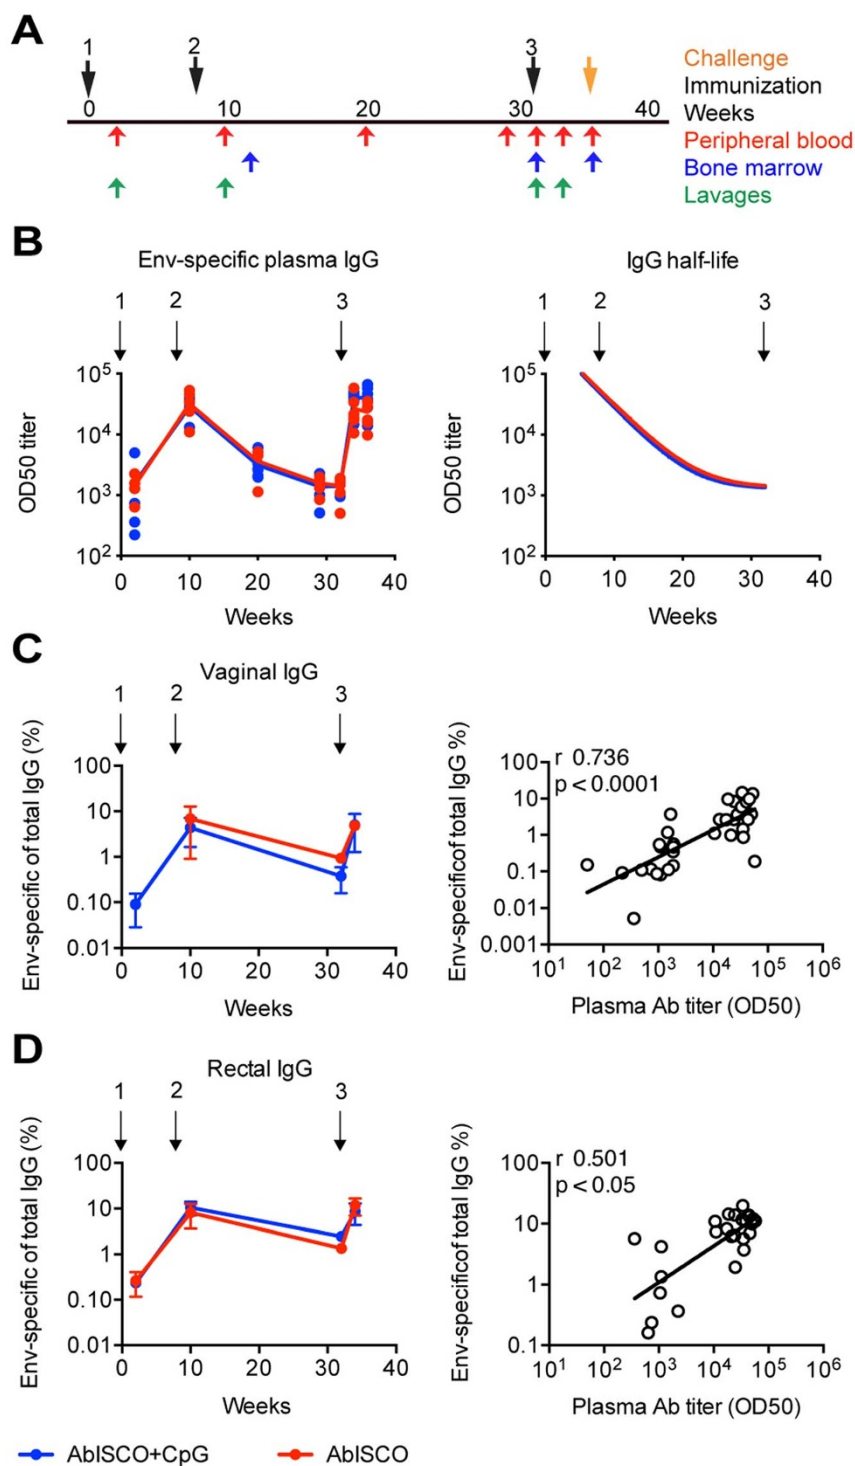 A
1 2 3 Challenge
Immunization
0 10 20 30 40 Weeks
Peripheral blood
Bone marrow
Lavages
B
Env-specific plasma IgG
1 2 3
OD50 titer
10^5
10^4
10^3
10^2
0 10 20 30 40
Weeks
IgG half-life
1 2 3
OD50 titer
10^5
10^4
10^3
10^2
0 10 20 30 40
Weeks
C
Vaginal IgG
1 2 3
Env-specific of total IgG (%)
100
10
1
0.10
0.01
0 10 20 30 40
Weeks
r 0.736
p < 0.0001
Env-specificof total IgG %)
100
10
1
0.1
0.01
0.001
10^1 10^2 10^3 10^4 10^5 10^6
Plasma Ab titer (OD50)
D
Rectal IgG
1 2 3
Env-specific of total IgG (%)
100
10
1
0.10
0.01
0 10 20 30 40
Weeks
r 0.501
p < 0.05
Env-specificof total IgG %)
100
10
1
0.1
10^1 10^2 10^3 10^4 10^5 10^6
Plasma Ab titer (OD50)
AbISCO+CpG AbISCO